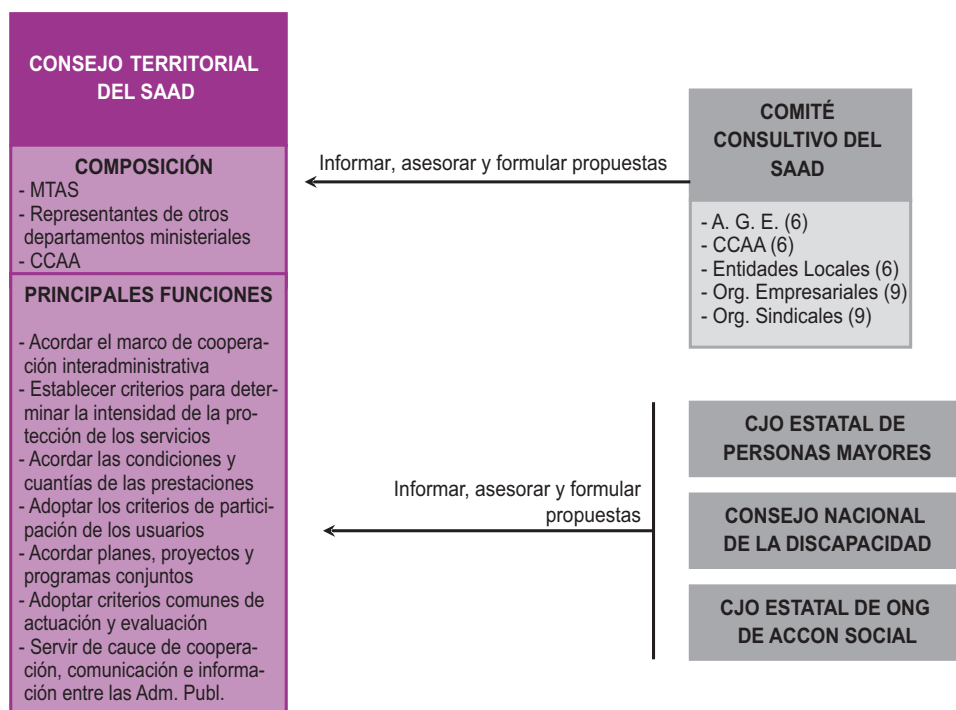 CONSEJO TERRITORIAL
DEL SAAD
COMPOSICIÓN
- MTAS
- Representantes de otros
departamentos ministeriales
- CCAA
PRINCIPALES FUNCIONES
- Acordar el marco de coopera-
ción interadministrativa
- Establecer criterios para deter-
minar la intensidad de la pro-
tección de los servicios
- Acordar las condiciones y
cuantías de las prestaciones
- Adoptar los criterios de partici-
pación de los usuarios
- Acordar planes, proyectos y
programas conjuntos
- Adoptar criterios comunes de
actuación y evaluación
- Servir de cauce de coopera-
ción, comunicación e informa-
ción entre las Adm. Publ.
Informar, asesorar y formular propuestas
COMITÉ
CONSULTIVO DEL
SAAD
- A. G. E. (6)
- CCAA (6)
- Entidades Locales (6)
- Org. Empresariales (9)
- Org. Sindicales (9)
Informar, asesorar y formular
propuestas
CJO ESTATAL DE
PERSONAS MAYORES
CONSEJO NACIONAL
DE LA DISCAPACIDAD
CJO ESTATAL DE ONG
DE ACCON SOCIAL